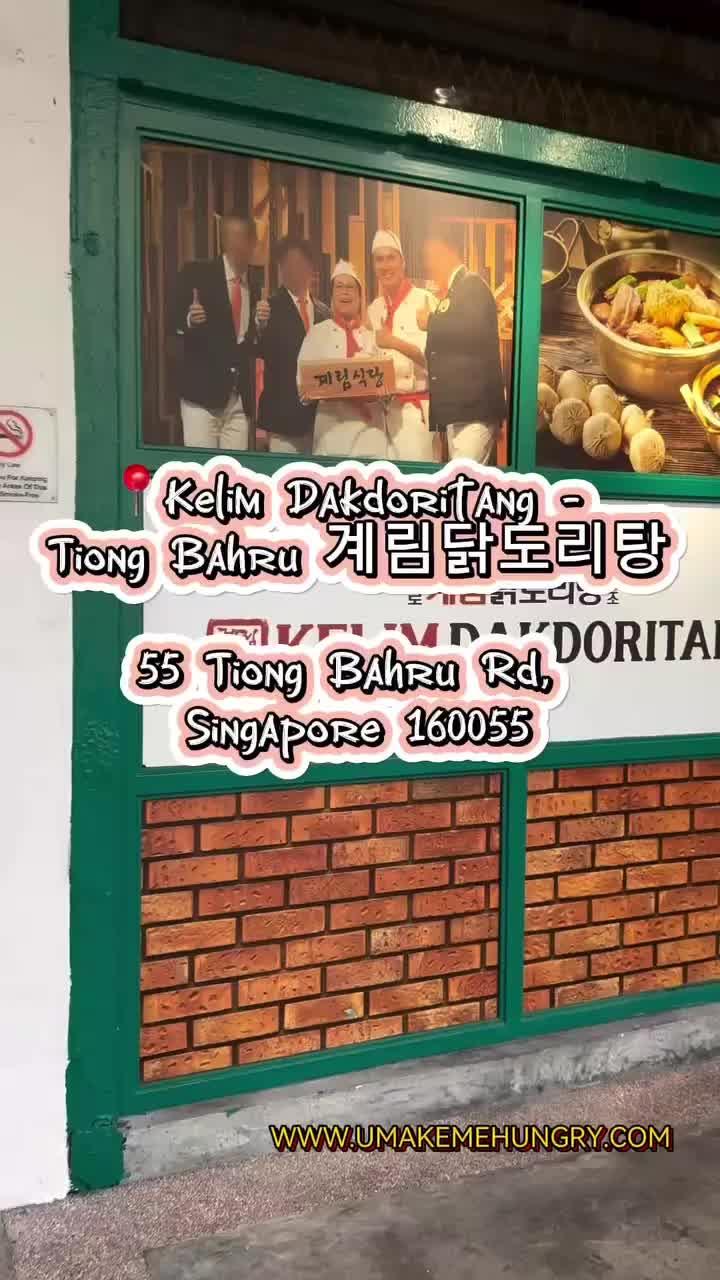 계림식당
Kelim Dakdoritang -
Tiong Bahru 계림닭도리탕
KELIM DAKDORITA
55 Tiong Bahru Rd,
Singapore 160055
WWW.UMAKEMEHUNGRY.COM